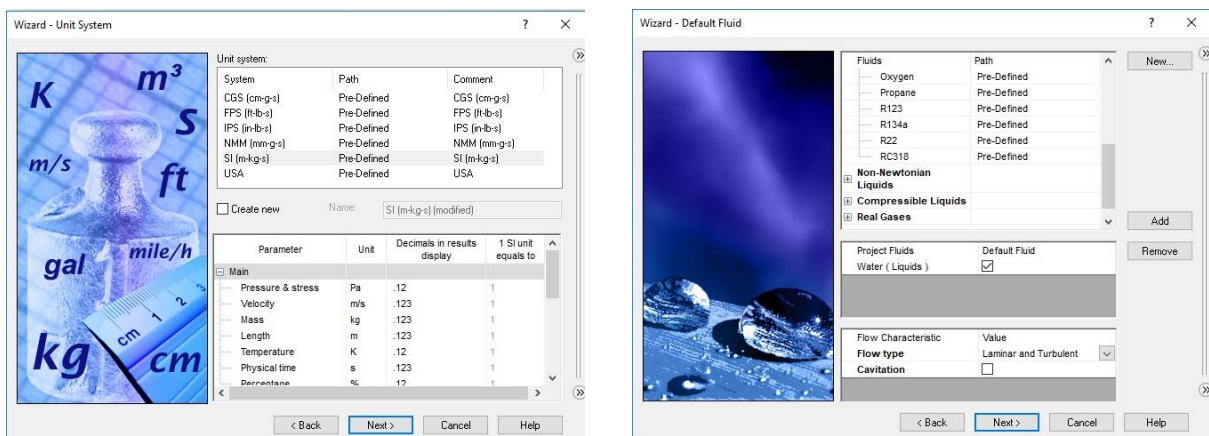 Wizard - Unit System ? ×
K
m³
s
m/s
ft
gal
mile/h
cm 1 2 3
kg
cm
Unit system:
System Path Comment
CGS (cm-g-s) Pre-Defined CGS (cm-g-s)
FPS (ft-lb-s) Pre-Defined FPS (ft-lb-s)
IPS (in-lb-s) Pre-Defined IPS (in-lb-s)
NMM (mm-g-s) Pre-Defined NMM (mm-g-s)
SI (m-kg-s) Pre-Defined SI (m-kg-s)
USA Pre-Defined USA
Create new Name: SI (m-kg-s) (modified)
Parameter Unit Decimals in results display 1 SI unit equals to
Main
Pressure & stress Pa .12 1
Velocity m/s .123 1
Mass kg .123 1
Length m .123 1
Temperature K .12 1
Physical time s .123 1
Percentage % .12 1
< Back Next > Cancel Help
Wizard - Default Fluid ? ×
Fluids Path
Oxygen Pre-Defined
Propane Pre-Defined
R123 Pre-Defined
R134a Pre-Defined
R22 Pre-Defined
RC318 Pre-Defined
Non-Newtonian
Liquids
Compressible Liquids
Real Gases
New...
Add
Remove
Project Fluids Default Fluid
Water ( Liquids )
Flow Characteristic Value
Flow type Laminar and Turbulent
Cavitation
< Back Next > Cancel Help